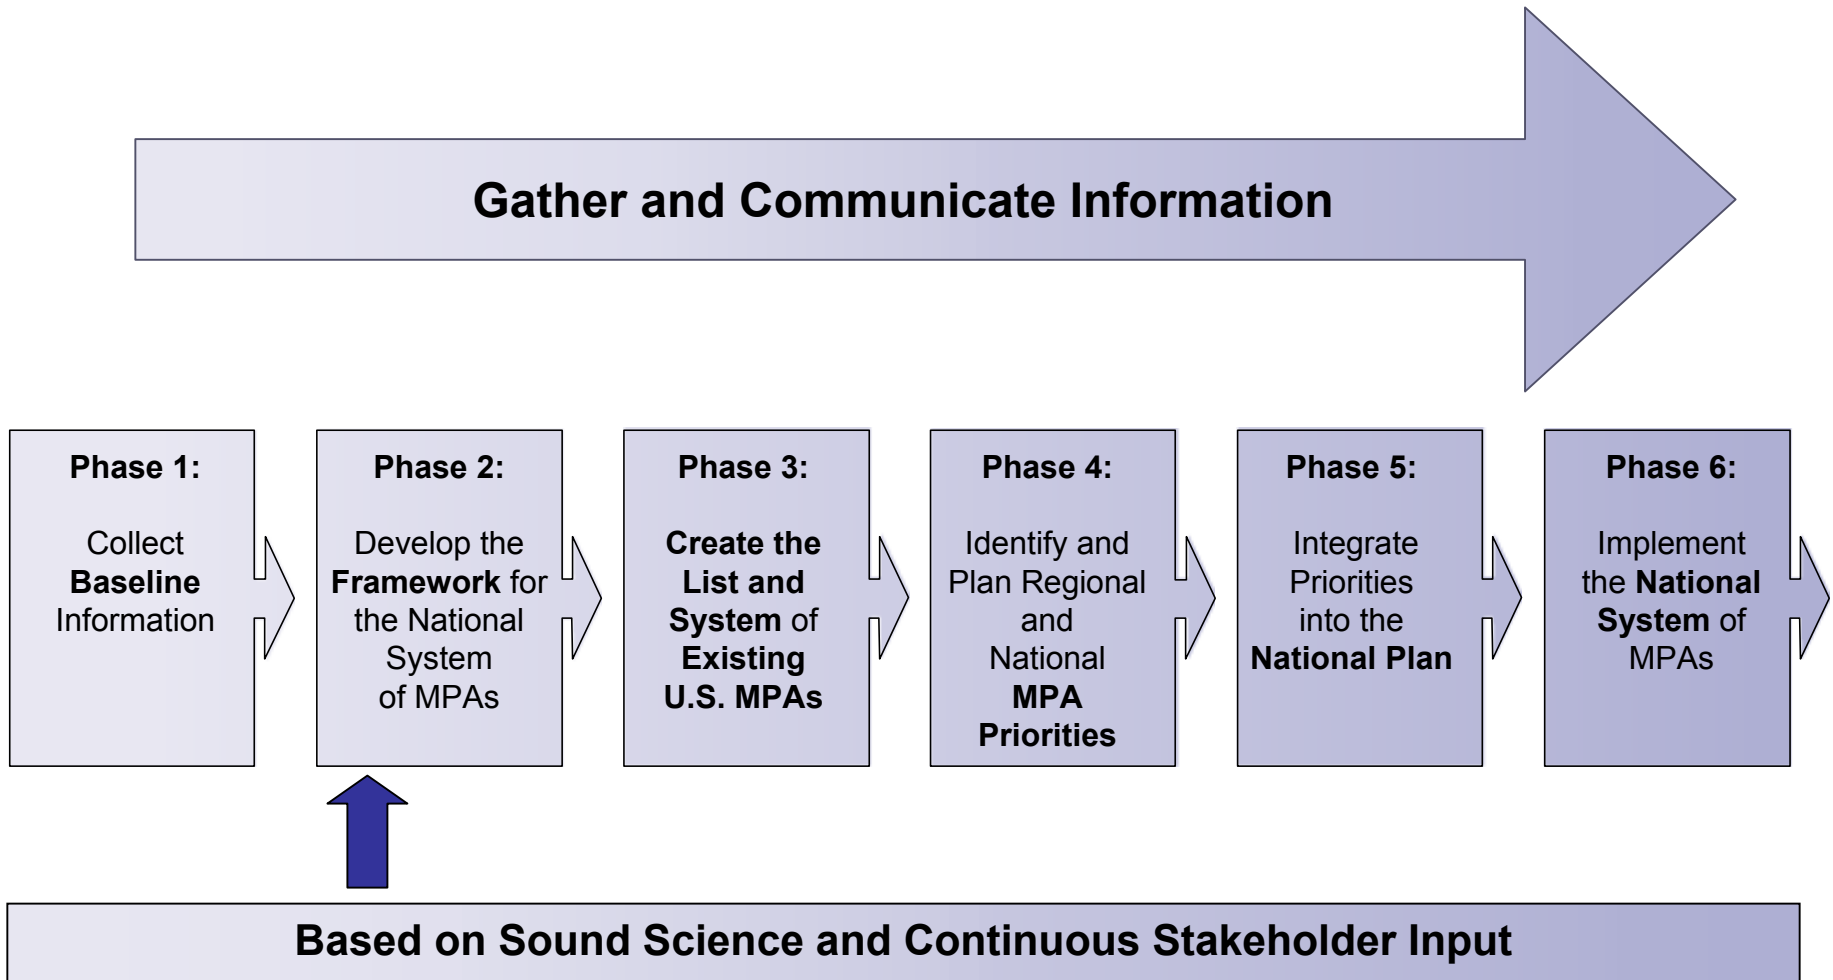 Gather and Communicate Information
Phase 1:
Collect
Baseline
Information
Phase 2:
Develop the
Framework for
the National
System
of MPAs
Phase 3:
Create the
List and
System of
Existing
U.S. MPAs
Phase 4:
Identify and
Plan Regional
and
National
MPA
Priorities
Phase 5:
Integrate
Priorities
into the
National Plan
Phase 6:
Implement
the National
System of
MPAs
Based on Sound Science and Continuous Stakeholder Input